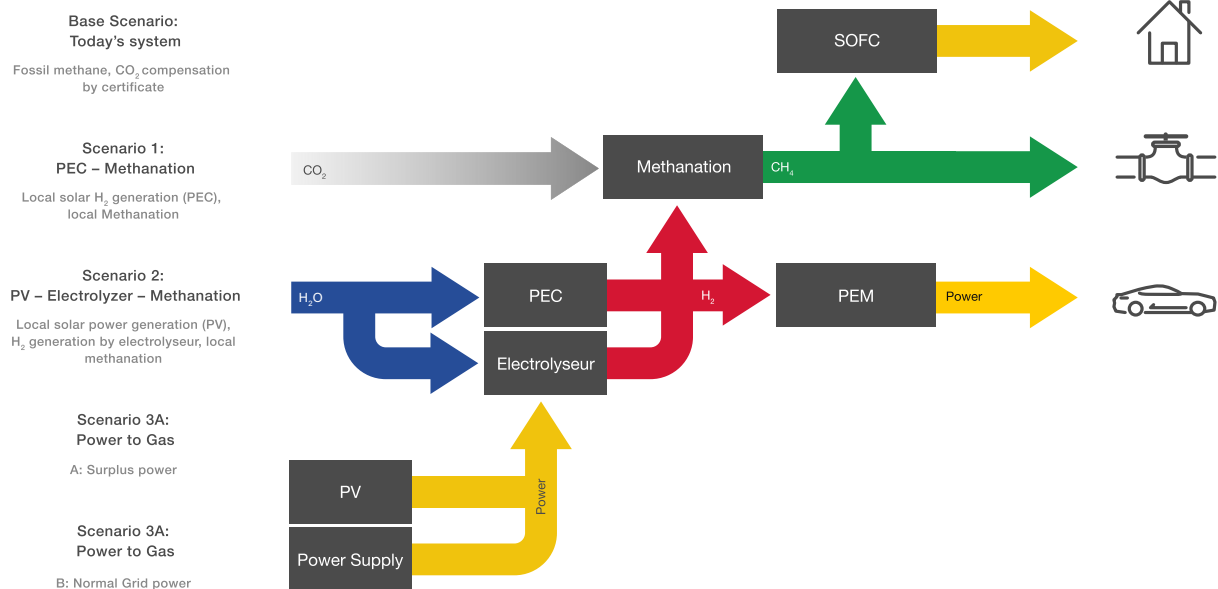 Base Scenario:
Today's system
Fossil methane, CO₂ compensation
by certificate
Scenario 1:
PEC – Methanation
Local solar H₂ generation (PEC),
local Methanation
Scenario 2:
PV – Electrolyzer – Methanation
Local solar power generation (PV),
H₂ generation by electrolyseur, local
methanation
Scenario 3A:
Power to Gas
A: Surplus power
Scenario 3A:
Power to Gas
B: Normal Grid power
SOFC
CO₂
Methanation
CH₄
H₂O
PEC
H₂
PEM
Power
Electrolyseur
PV
Power
Power Supply